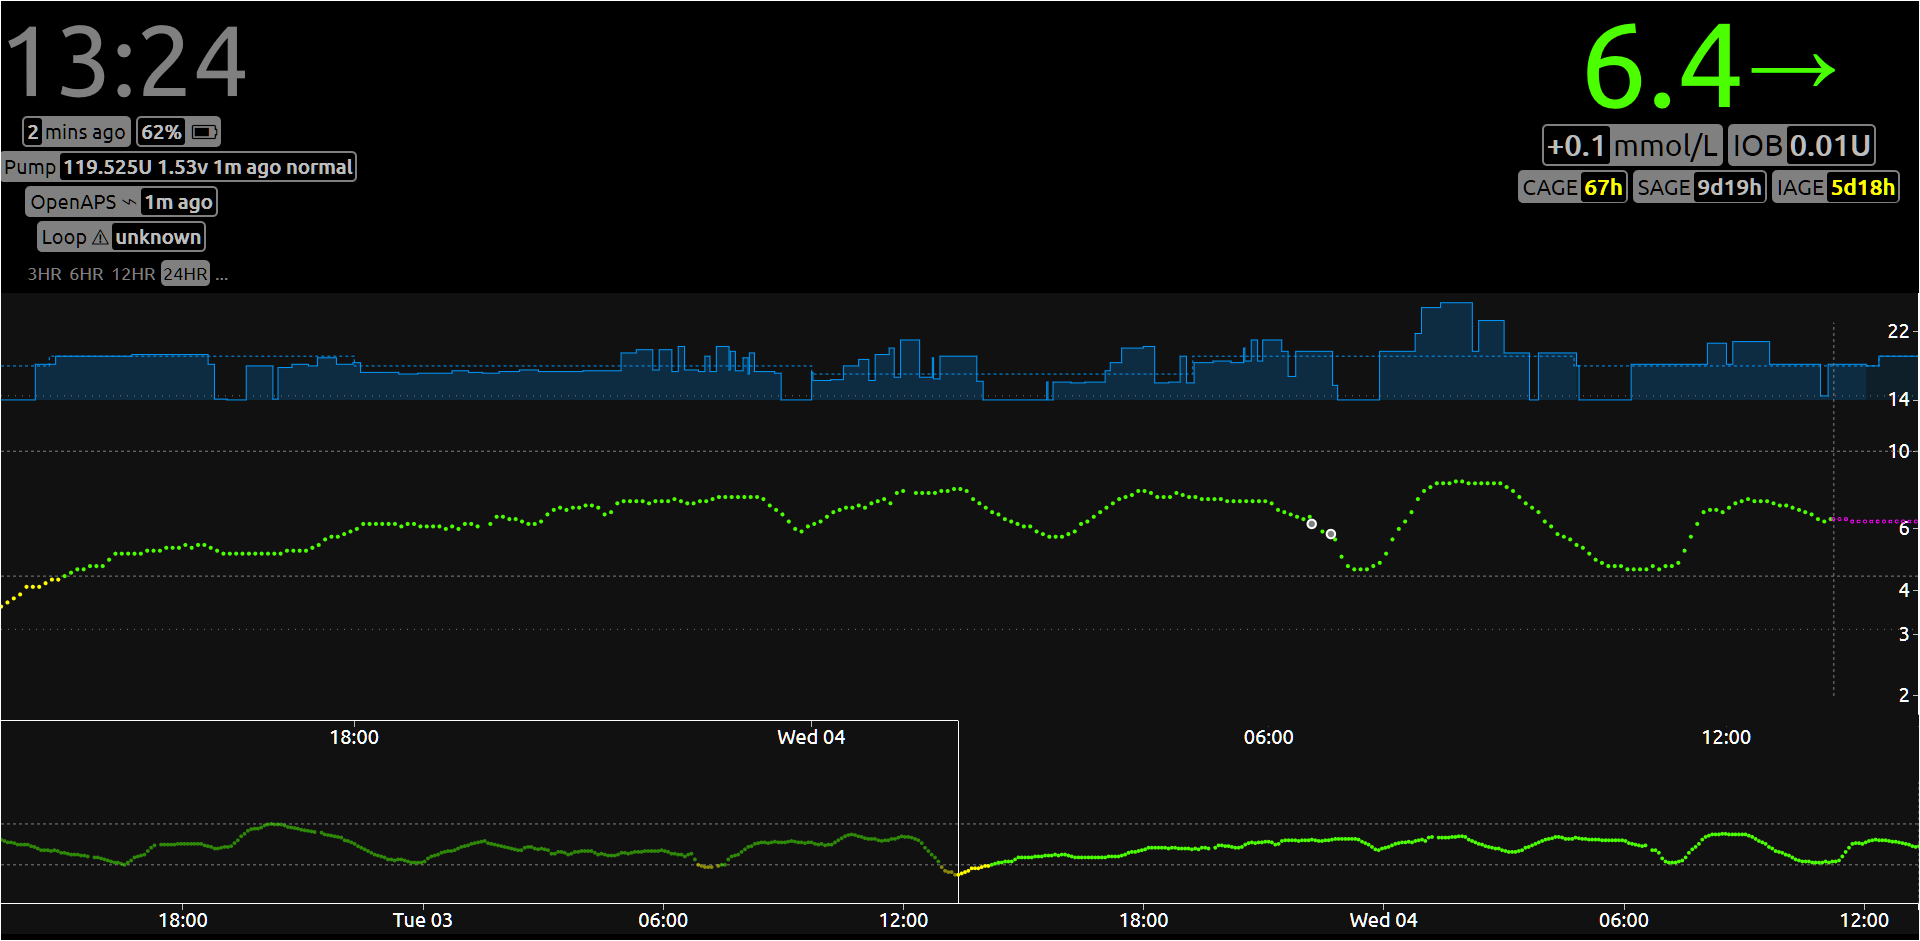 13:24
2 mins ago 62%
Pump 119.525U 1.53v 1m ago normal
OpenAPS 1m ago
Loop ⚠ unknown
3HR 6HR 12HR 24HR ...
6.4→
+0.1 mmol/L IOB 0.01U
CAGE 67h SAGE 9d19h IAGE 5d18h
22
14
10
6
4
3
2
18:00 Wed 04 06:00 12:00
18:00 Tue 03 06:00 12:00 18:00 Wed 04 06:00 12:00